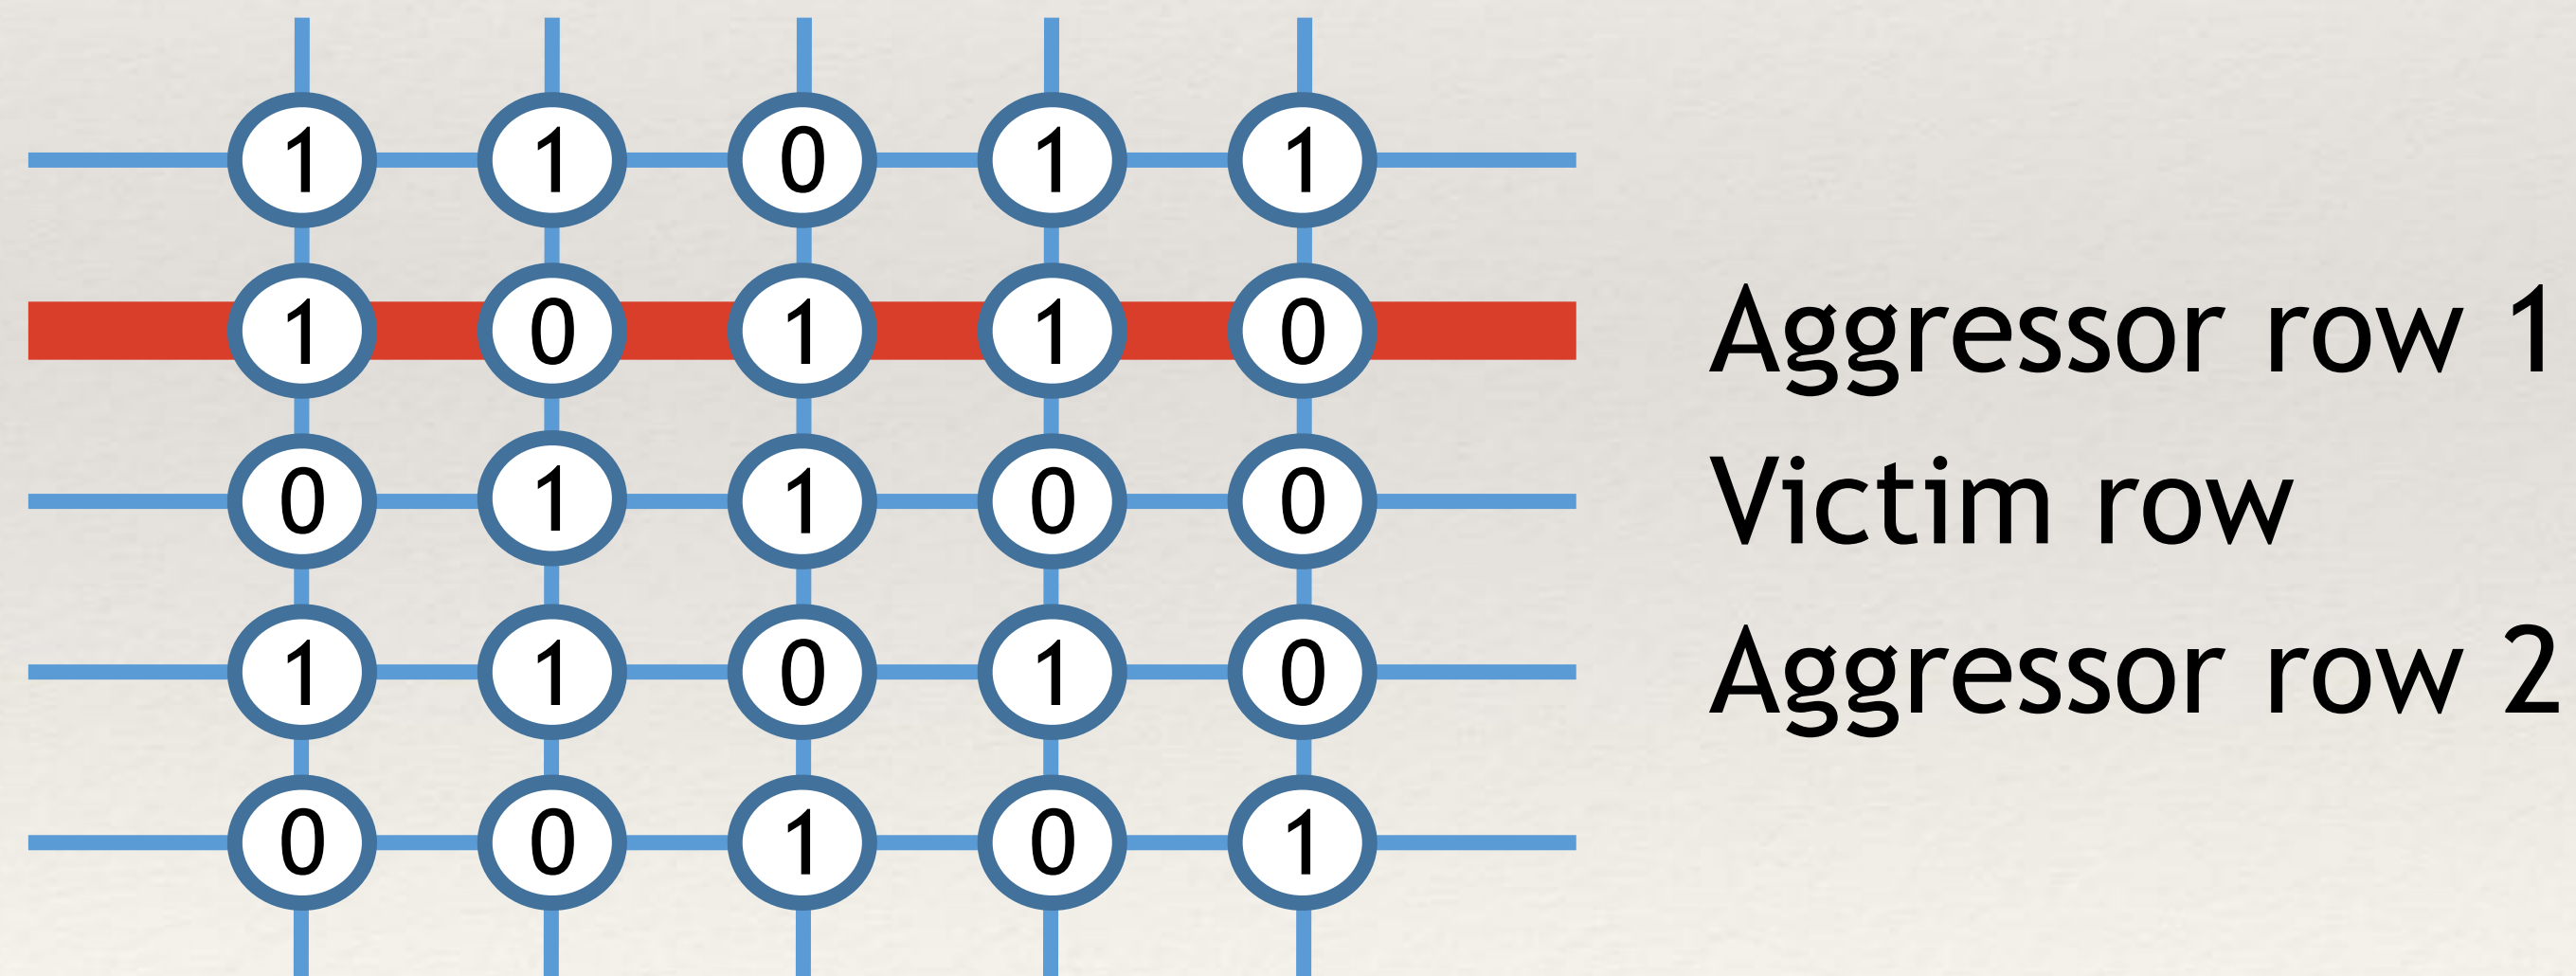 1 1 0 1 1
1 0 1 1 0 Aggressor row 1
0 1 1 0 0 Victim row
1 1 0 1 0 Aggressor row 2
0 0 1 0 1